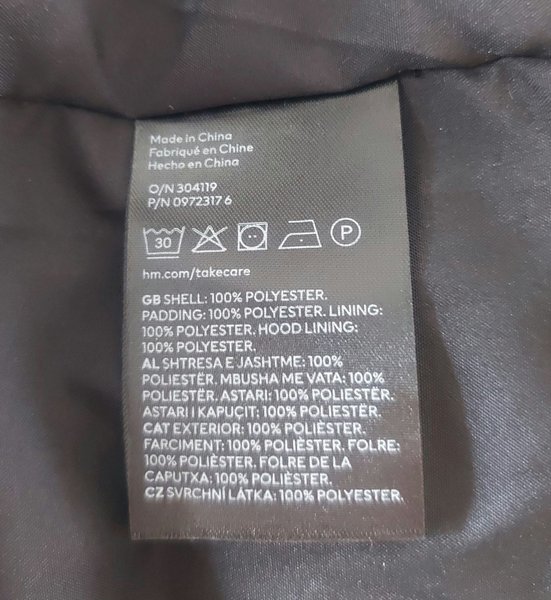 Made in China
Fabriqué en Chine
Hecho en China
O/N 304119
P/N 0972317 6
30 P
hm.com/takecare
GB SHELL: 100% POLYESTER.
PADDING: 100% POLYESTER. LINING:
100% POLYESTER. HOOD LINING:
100% POLYESTER.
AL SHTRESA E JASHTME: 100%
POLIESTËR. MBUSHA ME VATA: 100%
POLIESTËR. ASTARI: 100% POLIESTËR.
ASTARI I KAPUÇIT: 100% POLIESTËR.
CAT EXTERIOR: 100% POLIÈSTER.
FARCIMENT: 100% POLIÈSTER. FOLRE:
100% POLIÈSTER. FOLRE DE LA
CAPUTXA: 100% POLIÈSTER.
CZ SVRCHNÍ LÁTKA: 100% POLYESTER.